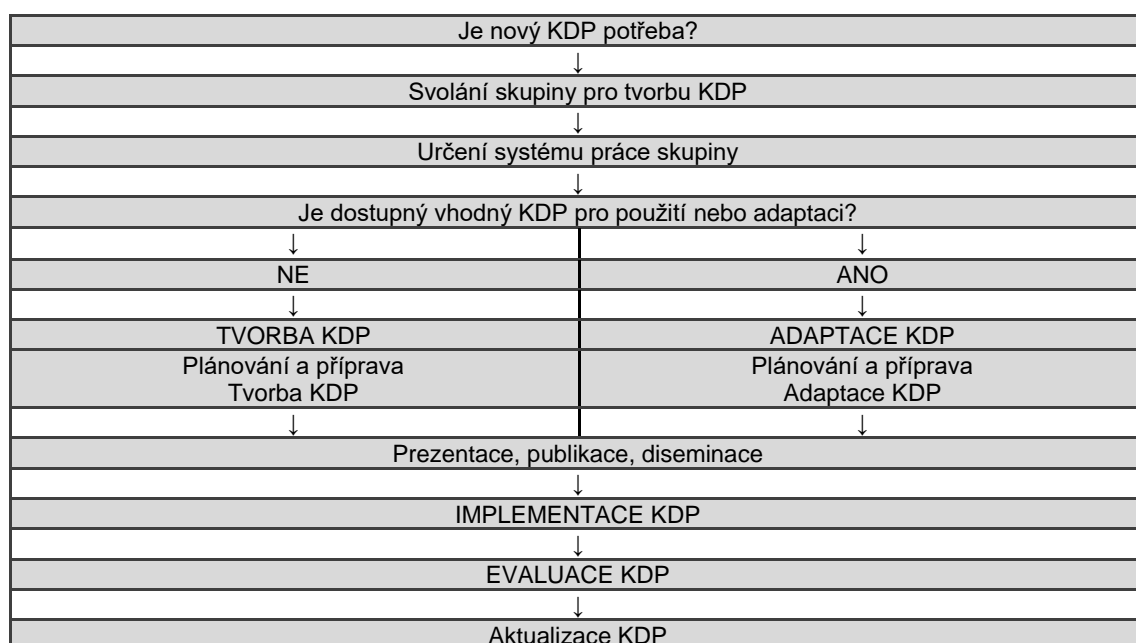 Je nový KDP potřeba?
↓
Svolání skupiny pro tvorbu KDP
↓
Určení systému práce skupiny
↓
Je dostupný vhodný KDP pro použití nebo adaptaci?
↓ ↓
NE ANO
↓ ↓
TVORBA KDP ADAPTACE KDP
Plánování a příprava Plánování a příprava
Tvorba KDP Adaptace KDP
↓ ↓
Prezentace, publikace, diseminace
↓
IMPLEMENTACE KDP
↓
EVALUACE KDP
↓
Aktualizace KDP